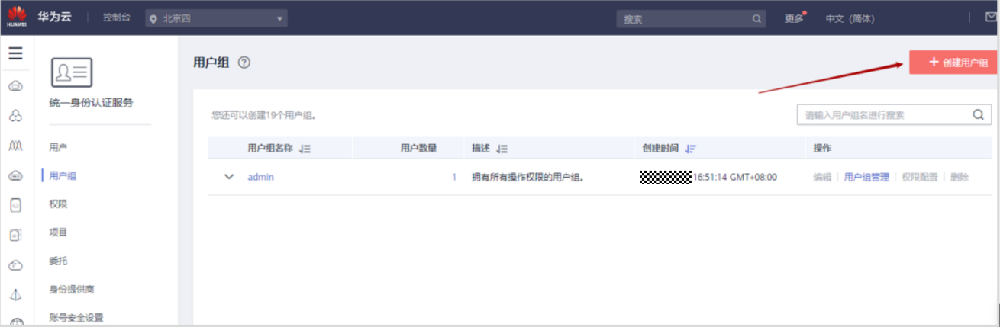 HUAWEI 华为云 控制台 北京四 搜索 更多 中文 (简体)
用户组
+ 创建用户组
统一身份认证服务
您还可以创建19个用户组。
请输入用户组名进行搜索
用户组名称 用户数量 描述 创建时间 操作
admin 1 拥有所有操作权限的用户组。 16:51:14 GMT+08:00 编辑 用户组管理 权限配置 删除
用户
用户组
权限
项目
委托
身份提供商
账号安全设置